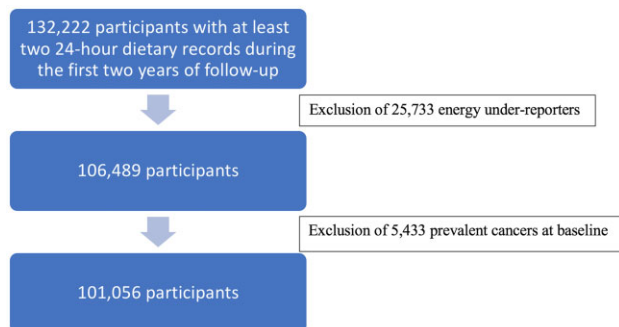 132,222 participants with at least
two 24-hour dietary records during
the first two years of follow-up
Exclusion of 25,733 energy under-reporters
106,489 participants
Exclusion of 5,433 prevalent cancers at baseline
101,056 participants